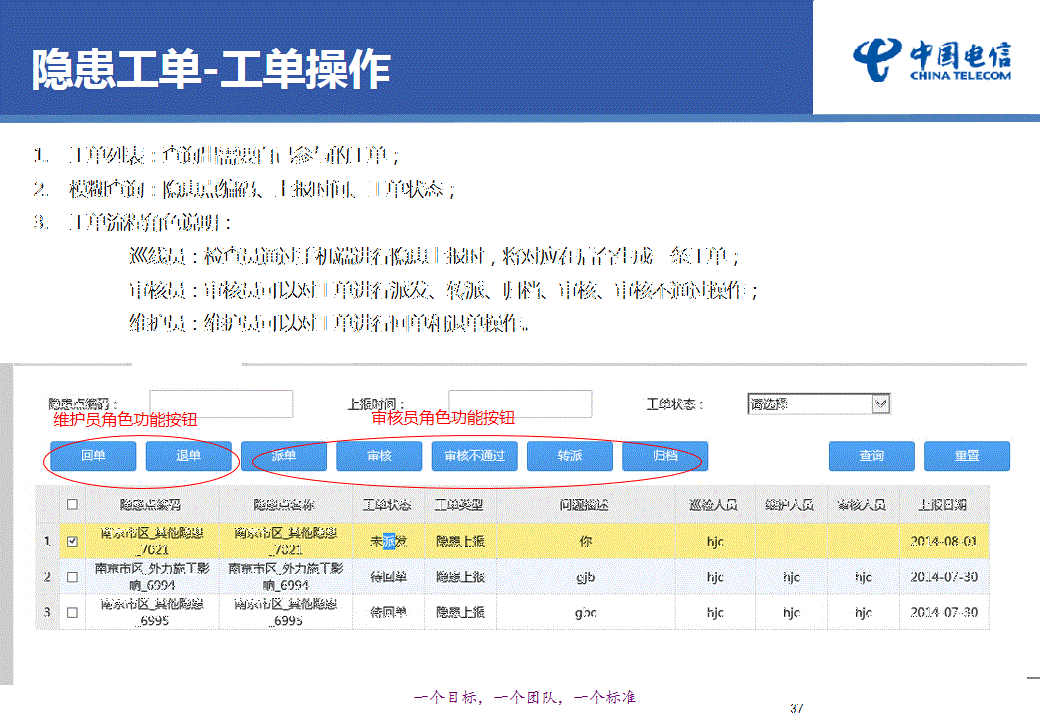 隐患工单-工单操作
中国电信
CHINA TELECOM
1. 工单列表：查询出需要自己参与的工单；
2. 模糊查询：隐患点编码、上报时间、工单状态；
3. 工单流程角色说明：
巡线员：检查员通过手机端进行隐患上报时，将对应在后台生成一条工单；
审核员：审核员可以对工单进行派发、转派、归档、审核、审核不通过操作；
维护员：维护员可以对工单进行回单和退单操作。
隐患点编码： 上报时间： 工单状态： 请选择
维护员角色功能按钮 审核员角色功能按钮
回单 退单 派单 审核 审核不通过 转派 归档 查询 重置
隐患点编码 隐患点名称 工单状态 工单类型 问题描述 巡检人员 维护人员 审核人员 上报日期
1 南京市区_其他隐患_7021 南京市区_其他隐患_7021 未派发 隐患上报 你 hjc 2014-08-01
2 南京市区_外力施工影响_6994 南京市区_外力施工影响_6994 待回单 隐患上报 gjb hjc hjc hjc 2014-07-30
3 南京市区_其他隐患_6995 南京市区_其他隐患_6995 待回单 隐患上报 gbc hjc hjc hjc 2014-07-30
一个目标，一个团队，一个标准
37